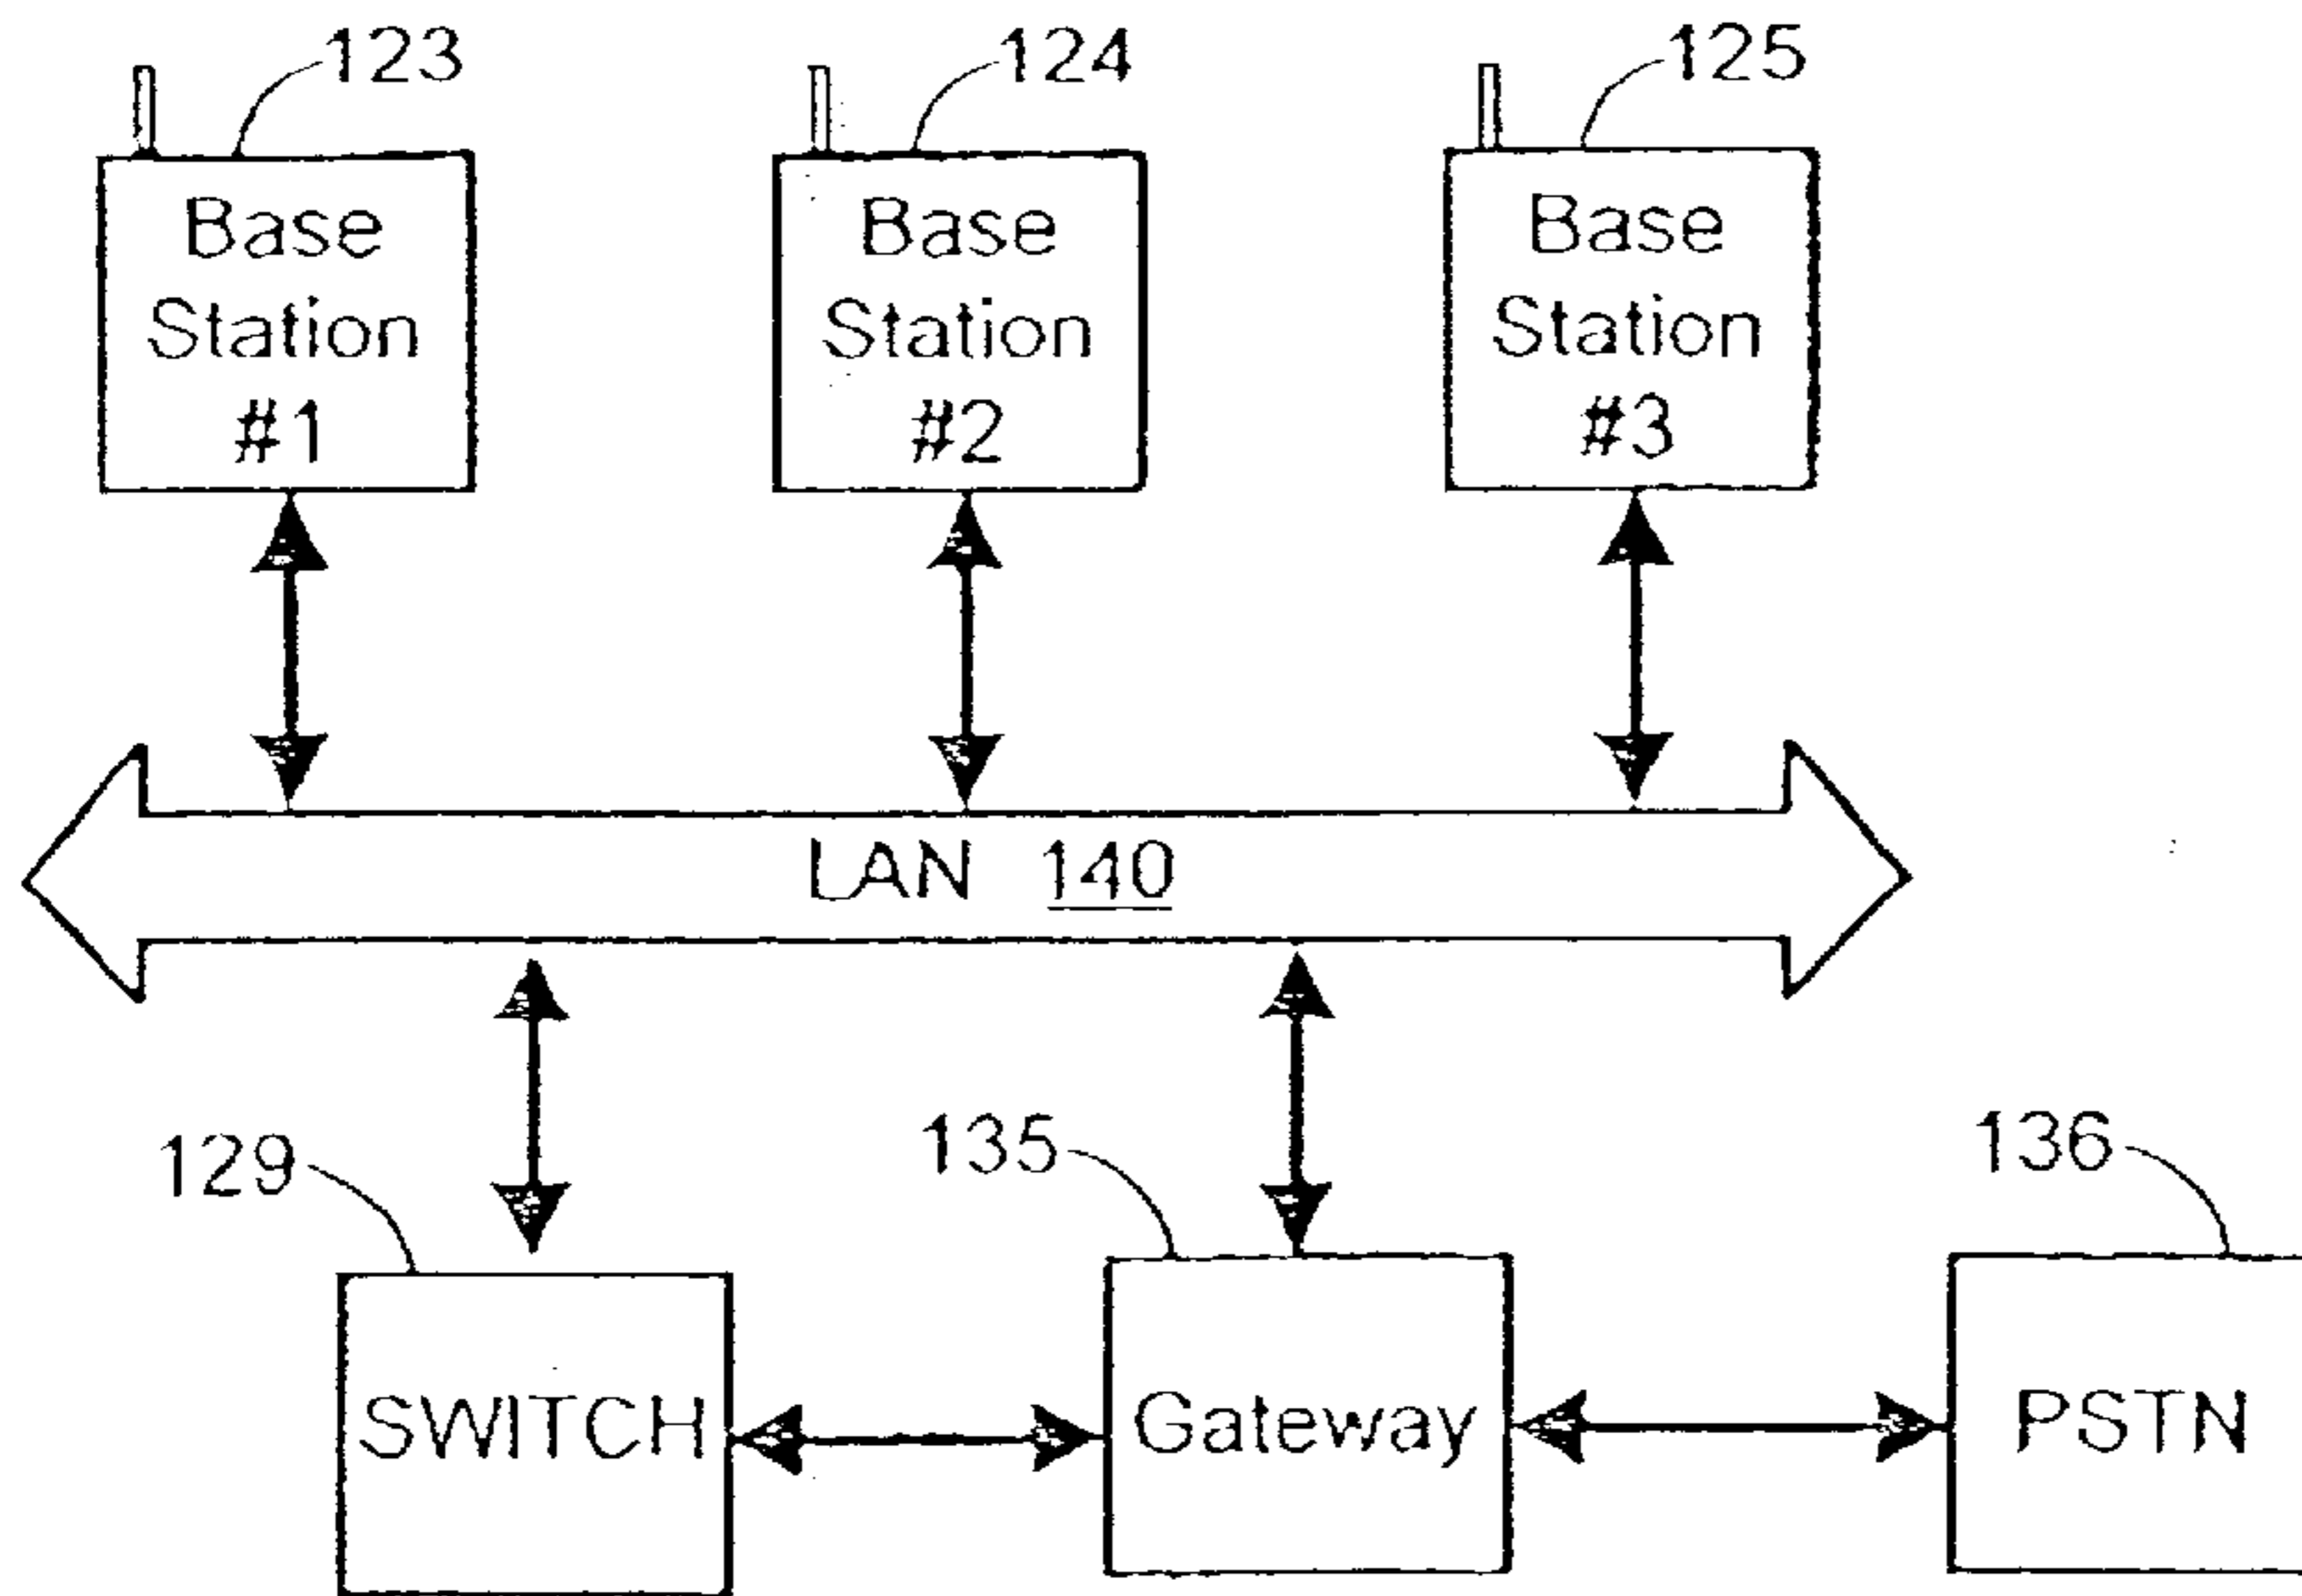 123
124
125
Base
Station
#1
Base
Station
#2
Base
Station
#3
LAN 140
129
135
136
SWITCH
Gateway
PSTN